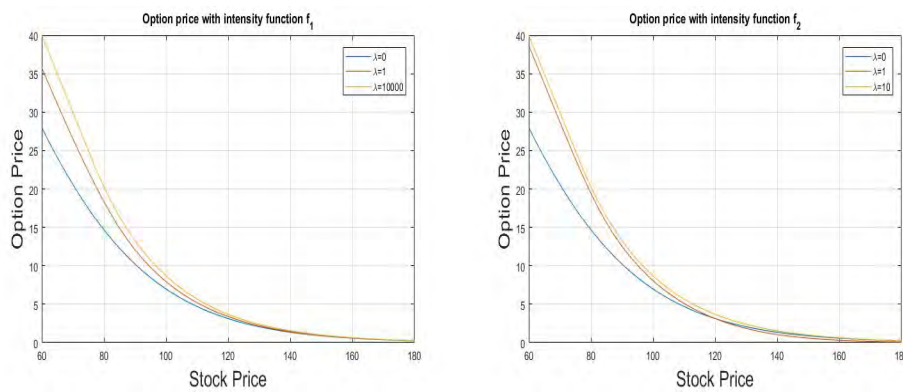 Option price with intensity function f1
40
35
30
25
20
15
10
5
0
Option Price
60 80 100 120 140 160 180
Stock Price
λ=0
λ=1
λ=10000
Option price with intensity function f2
40
35
30
25
20
15
10
5
0
Option Price
60 80 100 120 140 160 180
Stock Price
λ=0
λ=1
λ=10